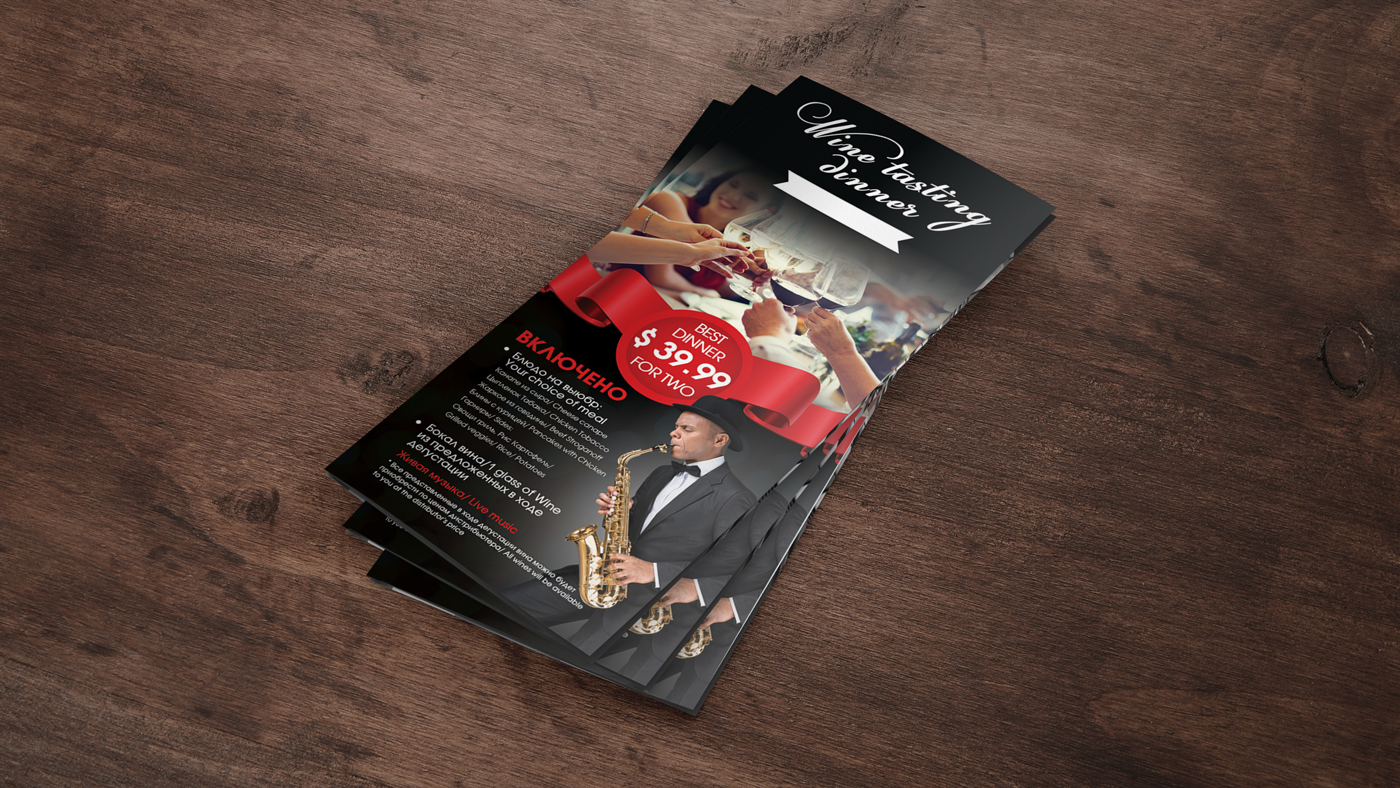 Wine tasting
dinner
BEST
DINNER
$ 39.99
FOR TWO
ВКЛЮЧЕНО
• Блюдо на выюбр:
Your choice of meal
Канапе из сыра/ Cheese canape
Цыпленок Табака/ Chicken Tobacco
Жаркое из говядины/ Beef Stroganoff
Блины с курицей/ Pancakes with Chicken
Гарниры/ Sides:
Овощи гриль, Рис Картофель/
Grilled veggies/ Rice/ Potatoes
• Бокал вина/1 glass of Wine
из предложенных в ходе
дегустации
Живая музыка/ Live music
* Все представленные в ходе дегустации вина можно будет
приобрести по ценам дистрибьютера/ All wines will be available
to you at the distributor's price
to you